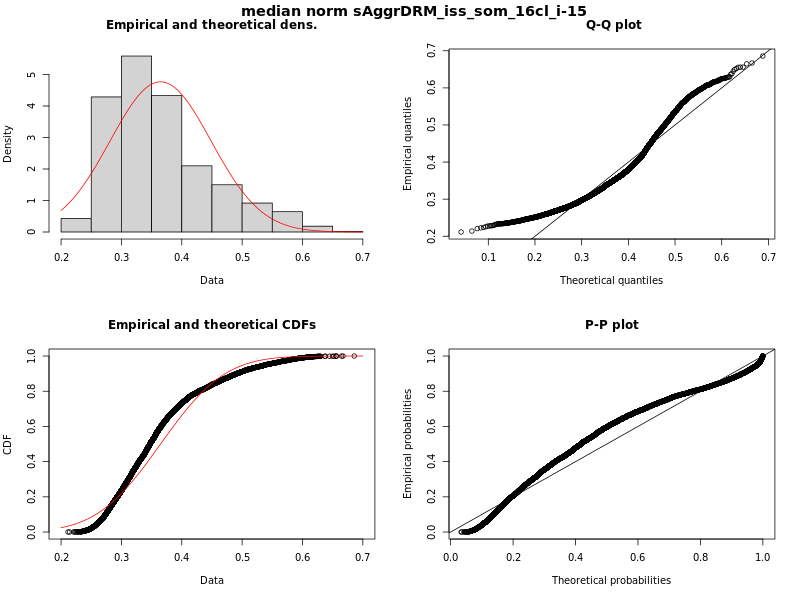 median norm sAggrDRM_iss_som_16cl_i-15
Empirical and theoretical dens.
Density
0 1 2 3 4 5
0.2 0.3 0.4 0.5 0.6 0.7
Data
Q-Q plot
Empirical quantiles
0.2 0.3 0.4 0.5 0.6 0.7
0.1 0.2 0.3 0.4 0.5 0.6 0.7
Theoretical quantiles
Empirical and theoretical CDFs
CDF
0.0 0.2 0.4 0.6 0.8 1.0
0.2 0.3 0.4 0.5 0.6 0.7
Data
P-P plot
Empirical probabilities
0.0 0.2 0.4 0.6 0.8 1.0
0.0 0.2 0.4 0.6 0.8 1.0
Theoretical probabilities